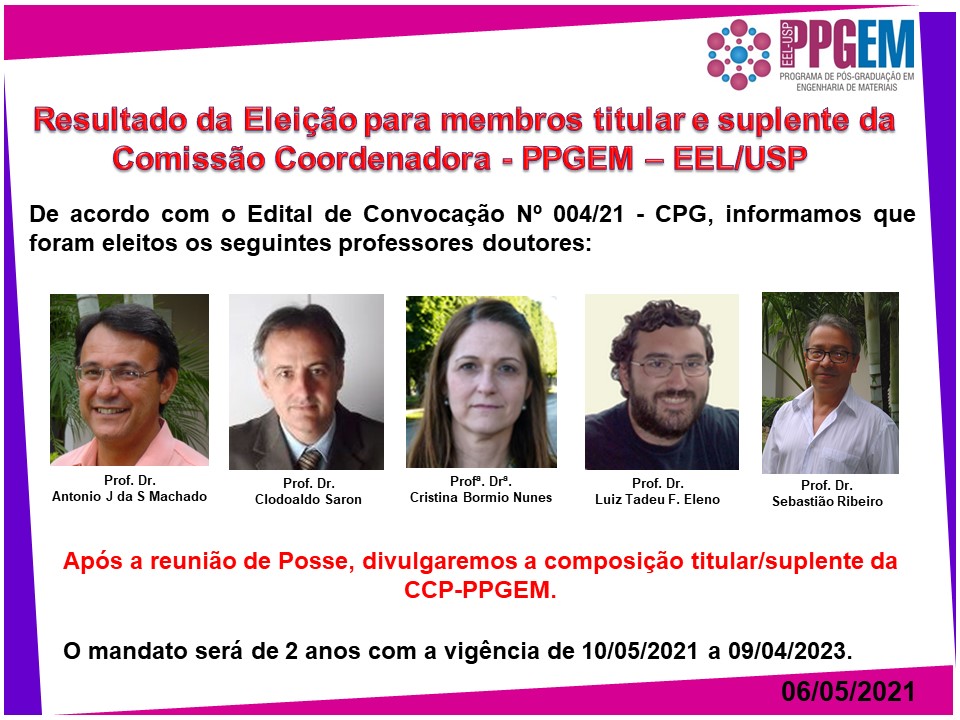 EEL-USP
PPGEM
PROGRAMA DE PÓS-GRADUAÇÃO EM
ENGENHARIA DE MATERIAIS
Resultado da Eleição para membros titular e suplente da
Comissão Coordenadora - PPGEM – EEL/USP
De acordo com o Edital de Convocação Nº 004/21 - CPG, informamos que
foram eleitos os seguintes professores doutores:
Prof. Dr.
Antonio J da S Machado
Prof. Dr.
Clodoaldo Saron
Profª. Drª.
Cristina Bormio Nunes
Prof. Dr.
Luiz Tadeu F. Eleno
Prof. Dr.
Sebastião Ribeiro
Após a reunião de Posse, divulgaremos a composição titular/suplente da
CCP-PPGEM.
O mandato será de 2 anos com a vigência de 10/05/2021 a 09/04/2023.
06/05/2021